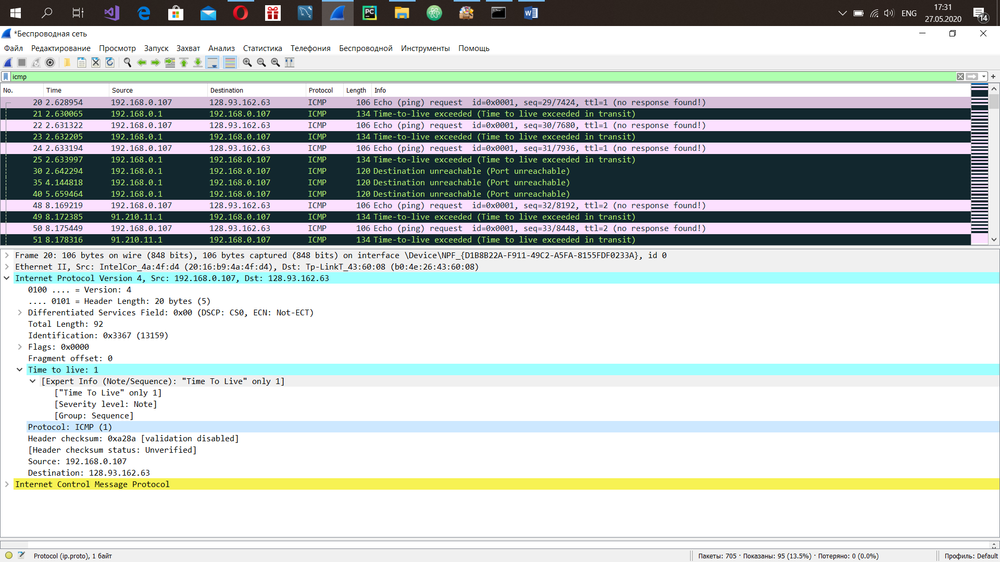 ENG
17:31
27.05.2020
14
*Беспроводная сеть
Файл Редактирование Просмотр Запуск Захват Анализ Статистика Телефония Беспроводной Инструменты Помощь
icmp
No. Time Source Destination Protocol Length Info
20 2.628954 192.168.0.107 128.93.162.63 ICMP 106 Echo (ping) request id=0x0001, seq=29/7424, ttl=1 (no response found!)
21 2.630065 192.168.0.1 192.168.0.107 ICMP 134 Time-to-live exceeded (Time to live exceeded in transit)
22 2.631322 192.168.0.107 128.93.162.63 ICMP 106 Echo (ping) request id=0x0001, seq=30/7680, ttl=1 (no response found!)
23 2.632205 192.168.0.1 192.168.0.107 ICMP 134 Time-to-live exceeded (Time to live exceeded in transit)
24 2.633194 192.168.0.107 128.93.162.63 ICMP 106 Echo (ping) request id=0x0001, seq=31/7936, ttl=1 (no response found!)
25 2.633997 192.168.0.1 192.168.0.107 ICMP 134 Time-to-live exceeded (Time to live exceeded in transit)
30 2.642294 192.168.0.1 192.168.0.107 ICMP 120 Destination unreachable (Port unreachable)
35 4.144818 192.168.0.1 192.168.0.107 ICMP 120 Destination unreachable (Port unreachable)
40 5.659464 192.168.0.1 192.168.0.107 ICMP 120 Destination unreachable (Port unreachable)
48 8.169219 192.168.0.107 128.93.162.63 ICMP 106 Echo (ping) request id=0x0001, seq=32/8192, ttl=2 (no response found!)
49 8.172385 91.210.11.1 192.168.0.107 ICMP 134 Time-to-live exceeded (Time to live exceeded in transit)
50 8.175449 192.168.0.107 128.93.162.63 ICMP 106 Echo (ping) request id=0x0001, seq=33/8448, ttl=2 (no response found!)
51 8.178316 91.210.11.1 192.168.0.107 ICMP 134 Time-to-live exceeded (Time to live exceeded in transit)
Frame 20: 106 bytes on wire (848 bits), 106 bytes captured (848 bits) on interface \Device\NPF_{D1B8B22A-F911-49C2-A5FA-8155FDF0233A}, id 0
Ethernet II, Src: IntelCor_4a:4f:d4 (20:16:b9:4a:4f:d4), Dst: Tp-LinkT_43:60:08 (b0:4e:26:43:60:08)
Internet Protocol Version 4, Src: 192.168.0.107, Dst: 128.93.162.63
0100 .... = Version: 4
.... 0101 = Header Length: 20 bytes (5)
Differentiated Services Field: 0x00 (DSCP: CS0, ECN: Not-ECT)
Total Length: 92
Identification: 0x3367 (13159)
Flags: 0x0000
Fragment offset: 0
Time to live: 1
[Expert Info (Note/Sequence): "Time To Live" only 1]
["Time To Live" only 1]
[Severity level: Note]
[Group: Sequence]
Protocol: ICMP (1)
Header checksum: 0xa28a [validation disabled]
[Header checksum status: Unverified]
Source: 192.168.0.107
Destination: 128.93.162.63
Internet Control Message Protocol
Protocol (ip.proto), 1 байт
Пакеты: 705 · Показаны: 95 (13.5%) · Потеряно: 0 (0.0%)
Профиль: Default